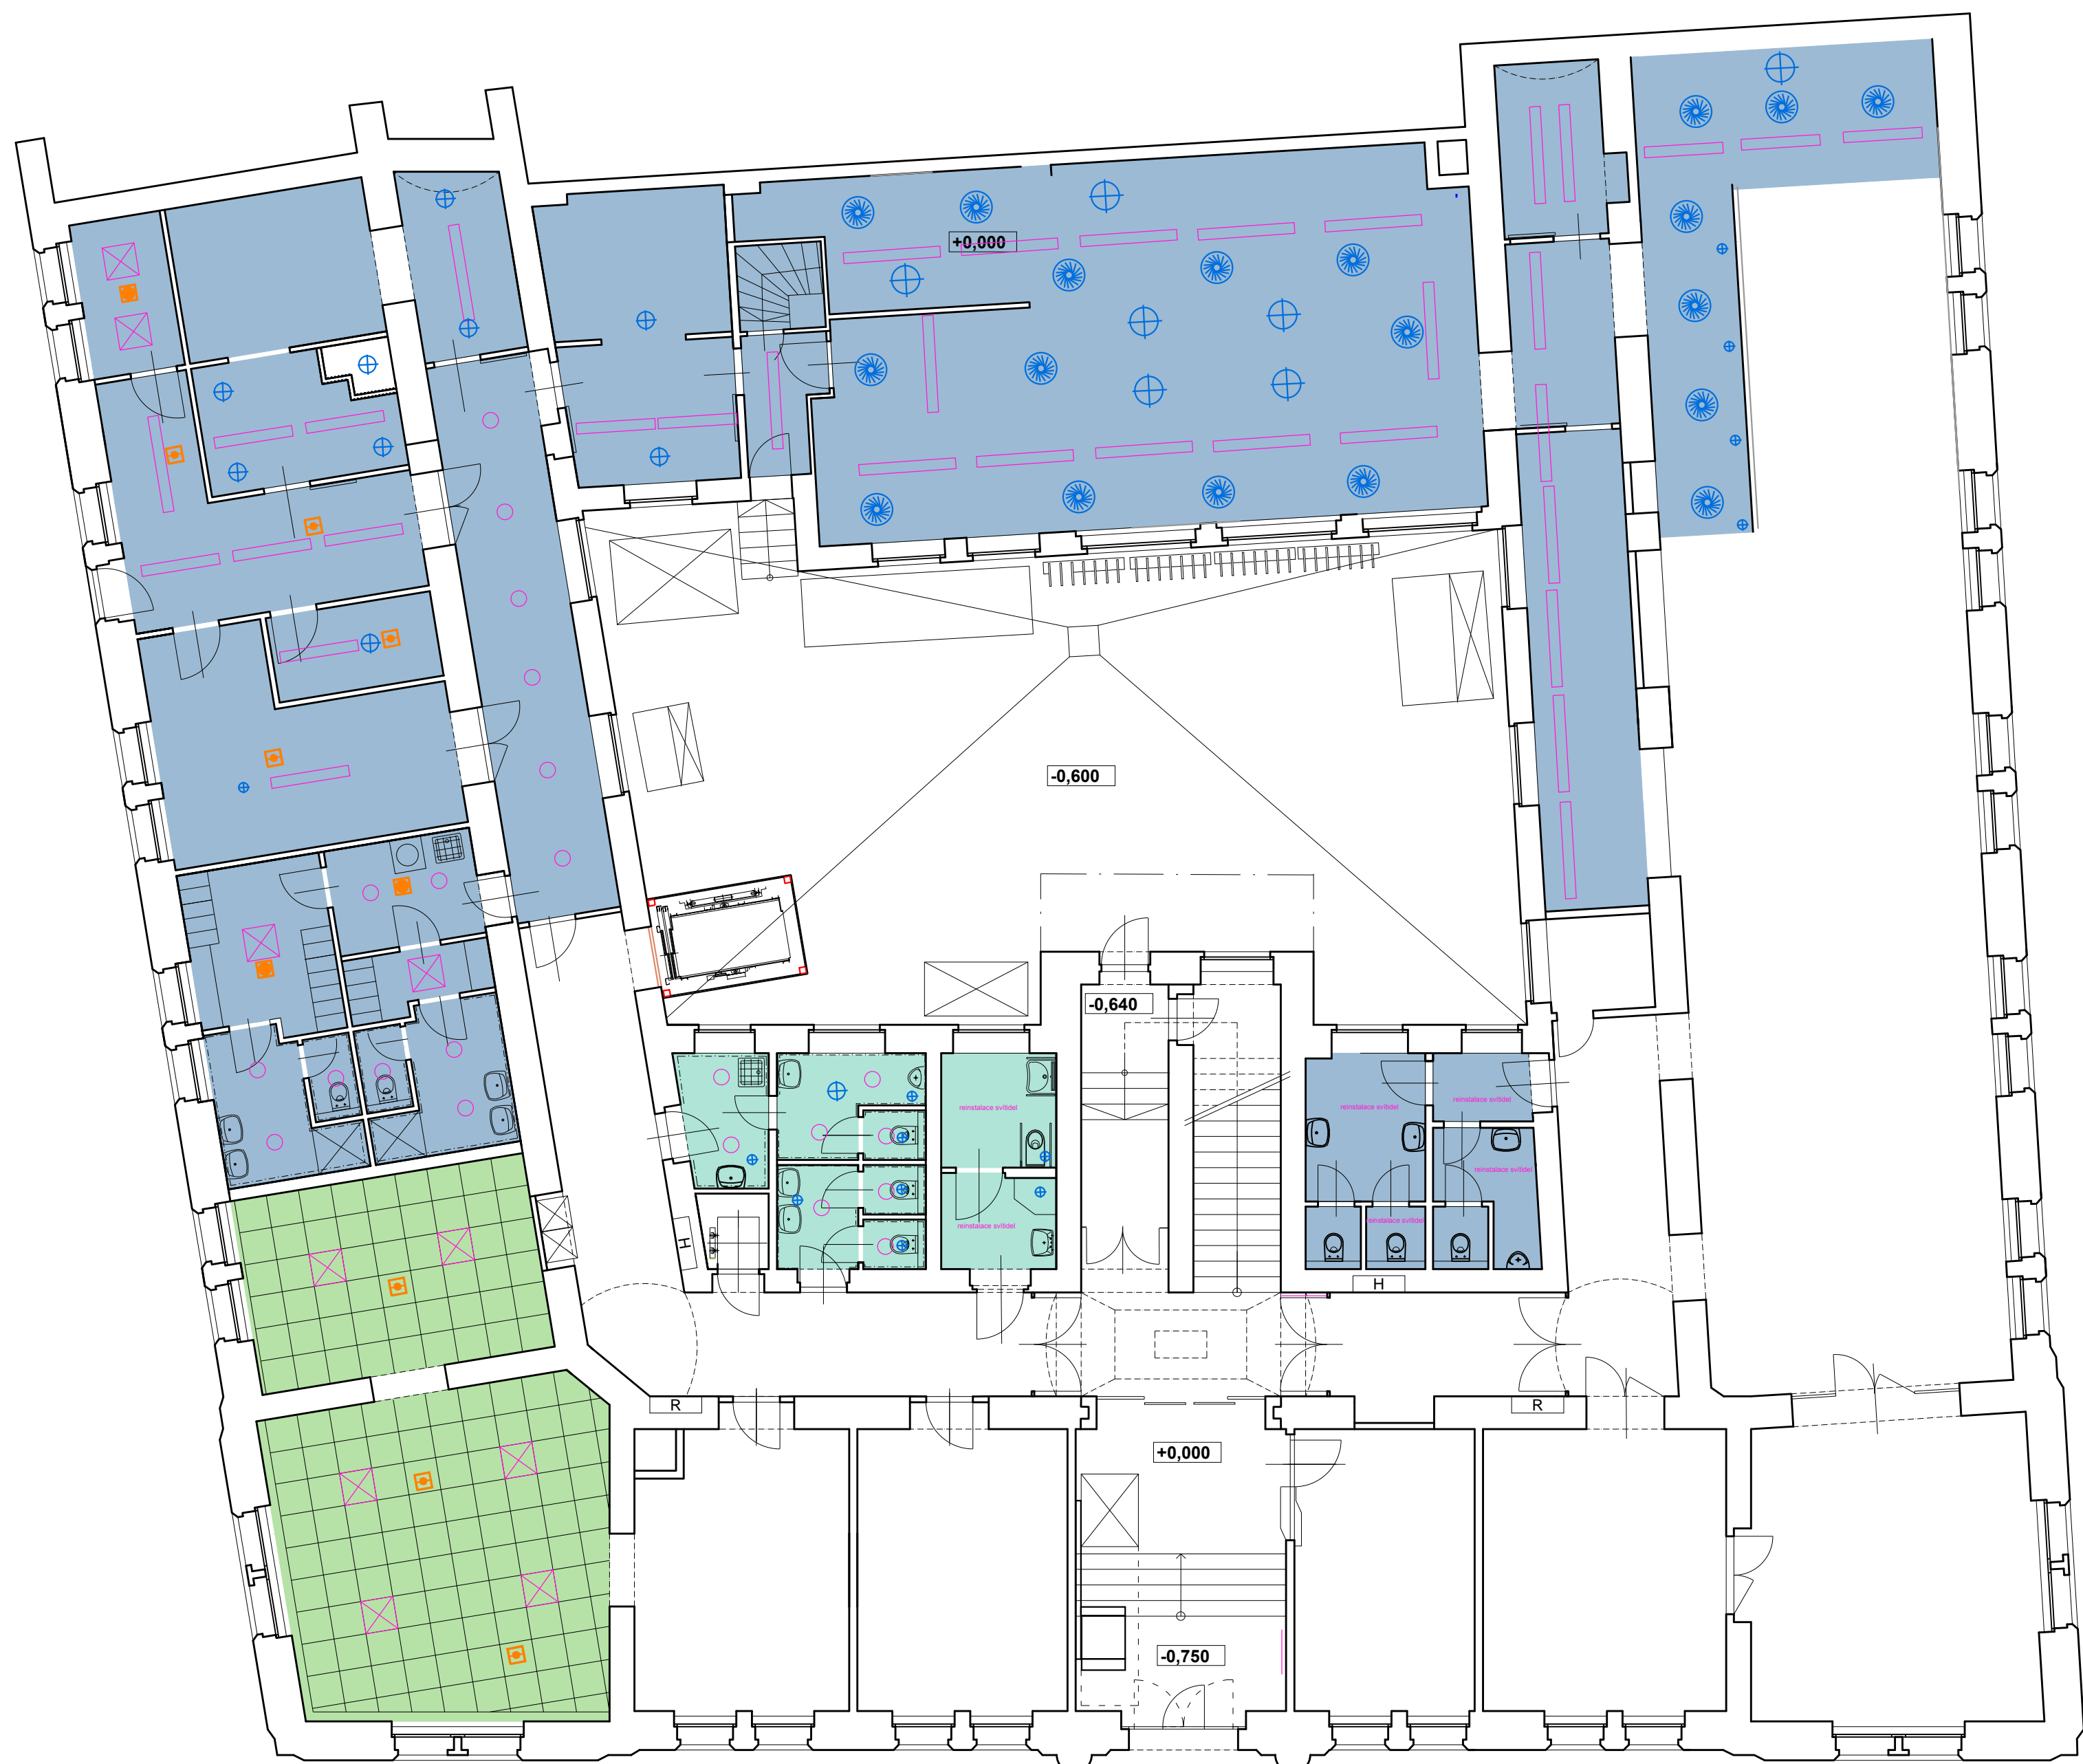 +0,000
-0,600
-0,640
reinstalace svítidel
reinstalace svítidel
reinstalace svítidel
reinstalace svítidel
reinstalace svítidel
reinstalace svítidel
H
H
R
R
+0,000
-0,750